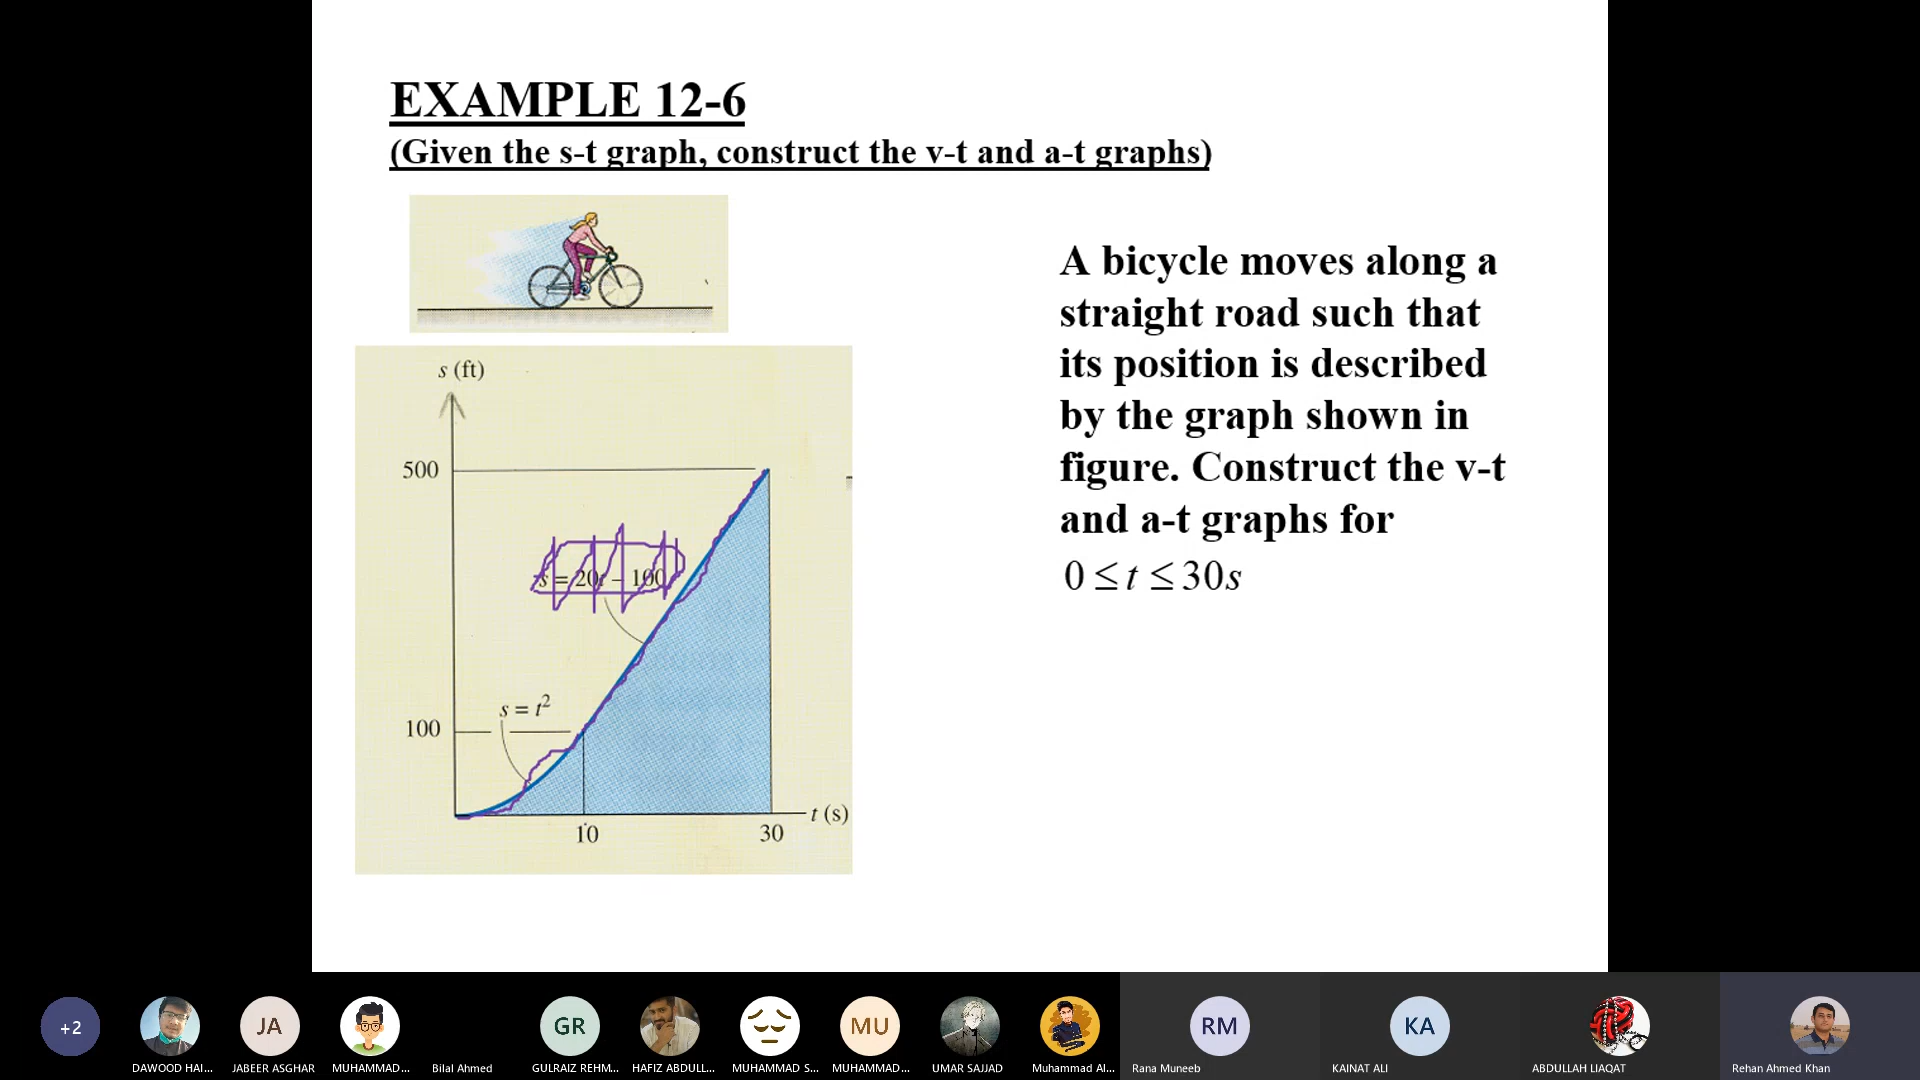 EXAMPLE 12-6
(Given the s-t graph, construct the v-t and a-t graphs)
A bicycle moves along a
straight road such that
its position is described
by the graph shown in
figure. Construct the v-t
and a-t graphs for
0 ≤ t ≤ 30s
s (ft)
500
s = 20t – 100
s = t²
100
t (s)
10
30
+2
JA
GR
MU
RM
KA
DAWOOD HAI...
JABEER ASGHAR
MUHAMMAD...
Bilal Ahmed
GULRAIZ REHM...
HAFIZ ABDULL...
MUHAMMAD S...
MUHAMMAD...
UMAR SAJJAD
Muhammad Al...
Rana Muneeb
KAINAT ALI
ABDULLAH LIAQAT
Rehan Ahmed Khan